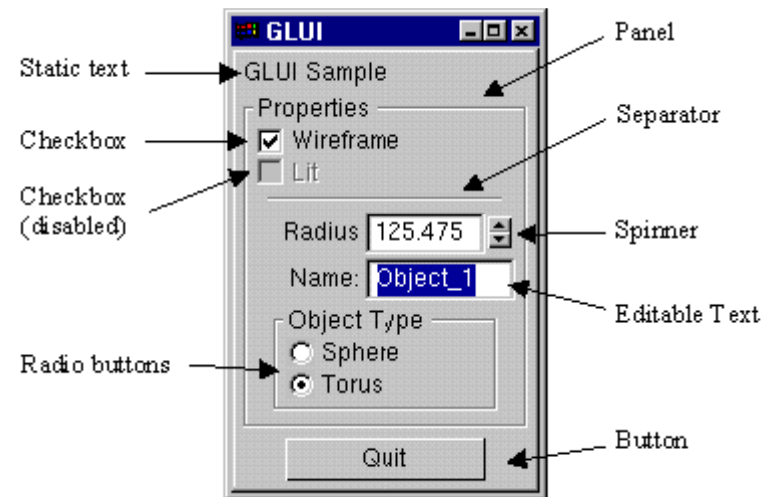 GLUI
Panel
Static text
GLUI Sample
Properties
Separator
Checkbox
Wireframe
Lit
Checkbox
(disabled)
Radius
125.475
Spinner
Name:
Object_1
Editable Text
Object Type
Sphere
Radio buttons
Torus
Button
Quit